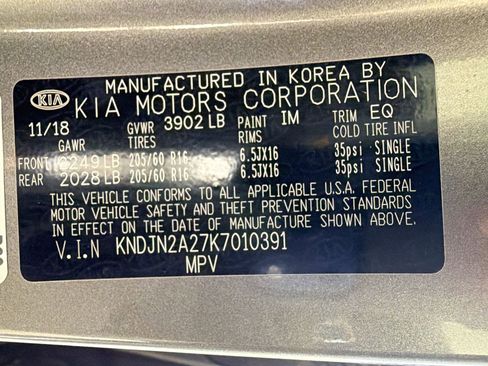 MANUFACTURED IN KOREA BY
KIA KIA MOTORS CORPORATION
11/18 GVWR 3902 LB PAINT IM TRIM EQ
GAWR TIRES RIMS COLD TIRE INFL
FRONT 2249 LB 205/60 R16 6.5JX16 35psi SINGLE
REAR 2028 LB 205/60 R16 6.5JX16 35psi SINGLE
THIS VEHICLE CONFORMS TO ALL APPLICABLE U.S.A. FEDERAL
MOTOR VEHICLE SAFETY AND THEFT PREVENTION STANDARDS
IN EFFECT ON THE DATE OF MANUFACTURE SHOWN ABOVE.
V.I.N KNDJN2A27K7010391
MPV